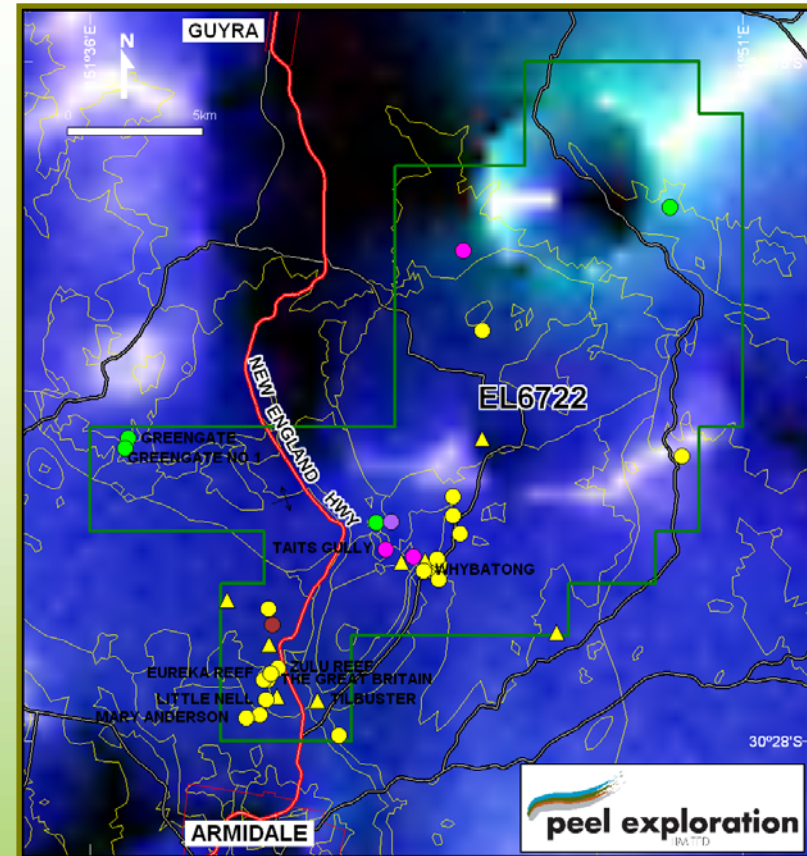 GUYRA
151°36'E
N
0 5km
151°51'E
'S
NEW ENGLAND HWY
EL6722
GREENGATE
GREENGATE NO 1
TAITS GULLY
WHYBATONG
EUREKA REEF
ZULU REEF
THE GREAT BRITAIN
LITTLE NELL
TILBUSTER
MARY ANDERSON
30°28'S
ARMIDALE
peel exploration
LIMITED